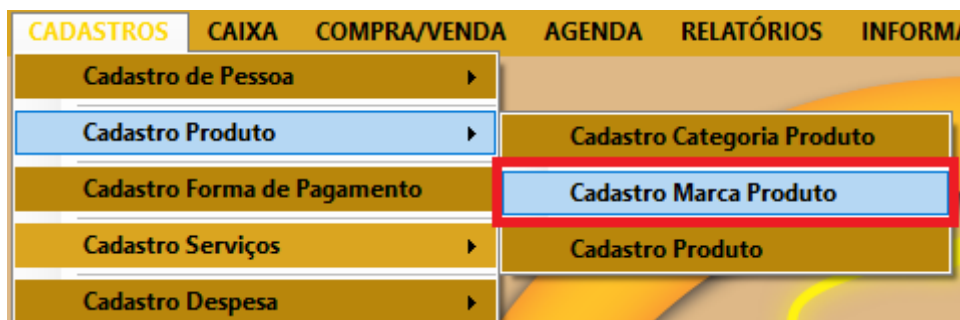 CADASTROS CAIXA COMPRA/VENDA AGENDA RELATÓRIOS
Cadastro de Pessoa
Cadastro Produto
Cadastro Forma de Pagamento
Cadastro Serviços
Cadastro Despesa
Cadastro Categoria Produto
Cadastro Marca Produto
Cadastro Produto